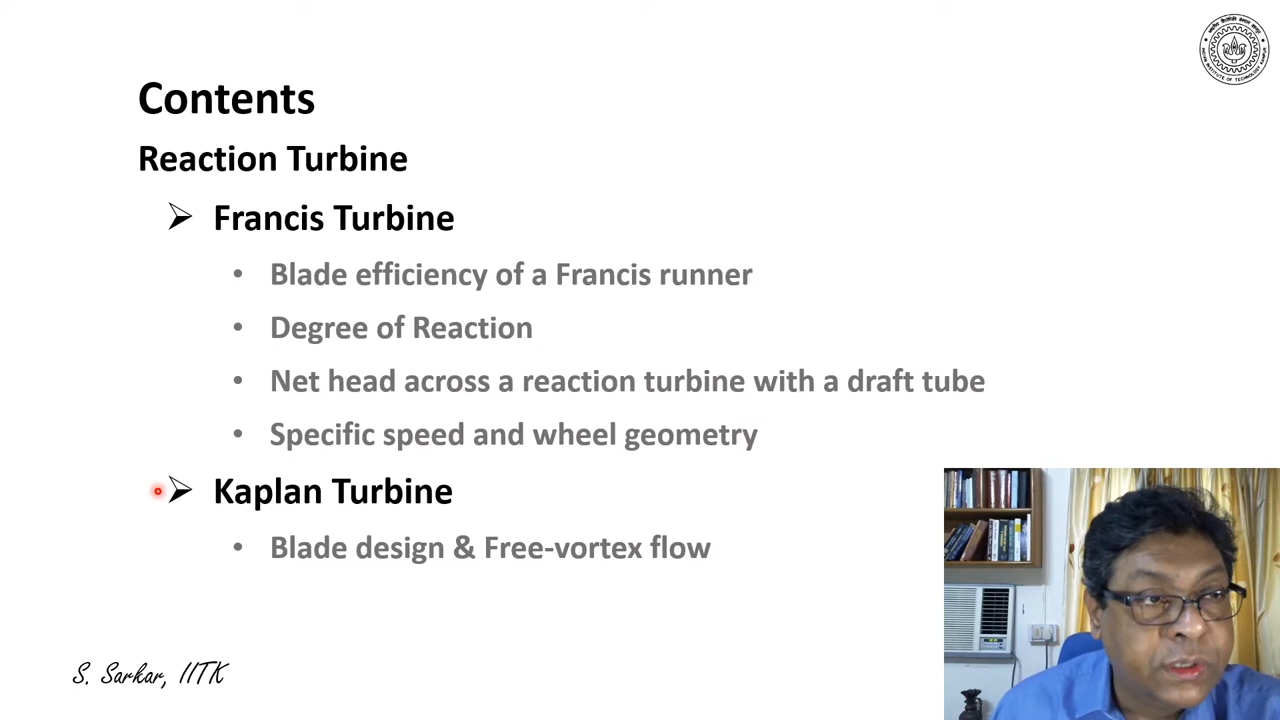 Contents
Reaction Turbine
➢ Francis Turbine
• Blade efficiency of a Francis runner
• Degree of Reaction
• Net head across a reaction turbine with a draft tube
• Specific speed and wheel geometry
➢ Kaplan Turbine
• Blade design & Free-vortex flow
S. Sarkar, IITK